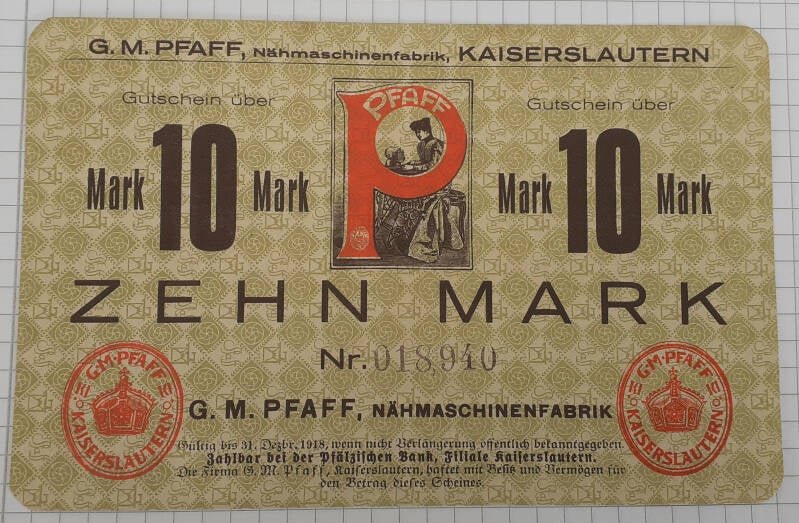 G. M. PFAFF, Nähmaschinenfabrik, KAISERSLAUTERN
Gutschein über
Gutschein über
PFAFF
P
Mark 10 Mark
Mark 10 Mark
ZEHN MARK
Nr. 018940
G. M. PFAFF, NÄHMASCHINENFABRIK
G·M·PFAFF
KAISERSLAUTERN
G·M·PFAFF
KAISERSLAUTERN
Gültig bis 31. Dezbr. 1918, wenn nicht Verlängerung öffentlich bekanntgegeben.
Zahlbar bei der Pfälzischen Bank, Filiale Kaiserslautern.
Die Firma G. M. Pfaff, Kaiserslautern, haftet mit Besitz und Vermögen für
den Betrag dieses Scheines.